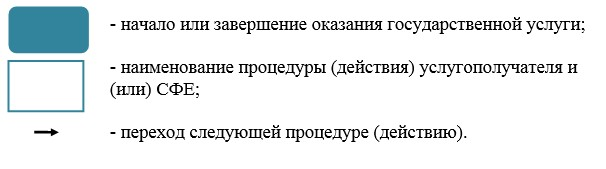 - начало или завершение оказания государственной услуги;
- наименование процедуры (действия) услугополучателя и
(или) СФЕ;
- переход следующей процедуре (действию).